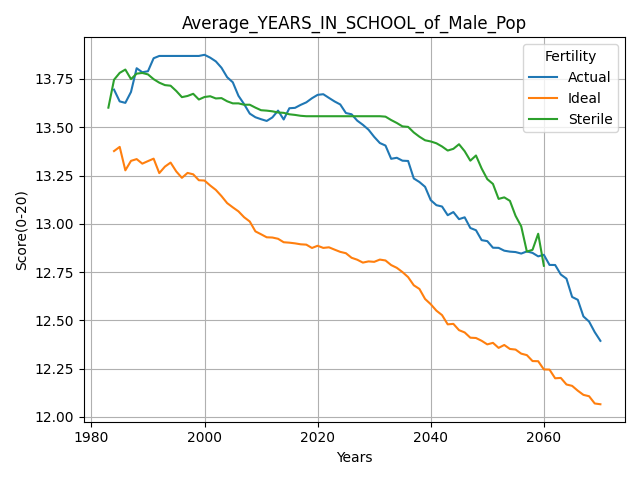 Average_YEARS_IN_SCHOOL_of_Male_Pop
Fertility
Actual
Ideal
Sterile
Score(0-20)
13.75
13.50
13.25
13.00
12.75
12.50
12.25
12.00
1980 2000 2020 2040 2060
Years